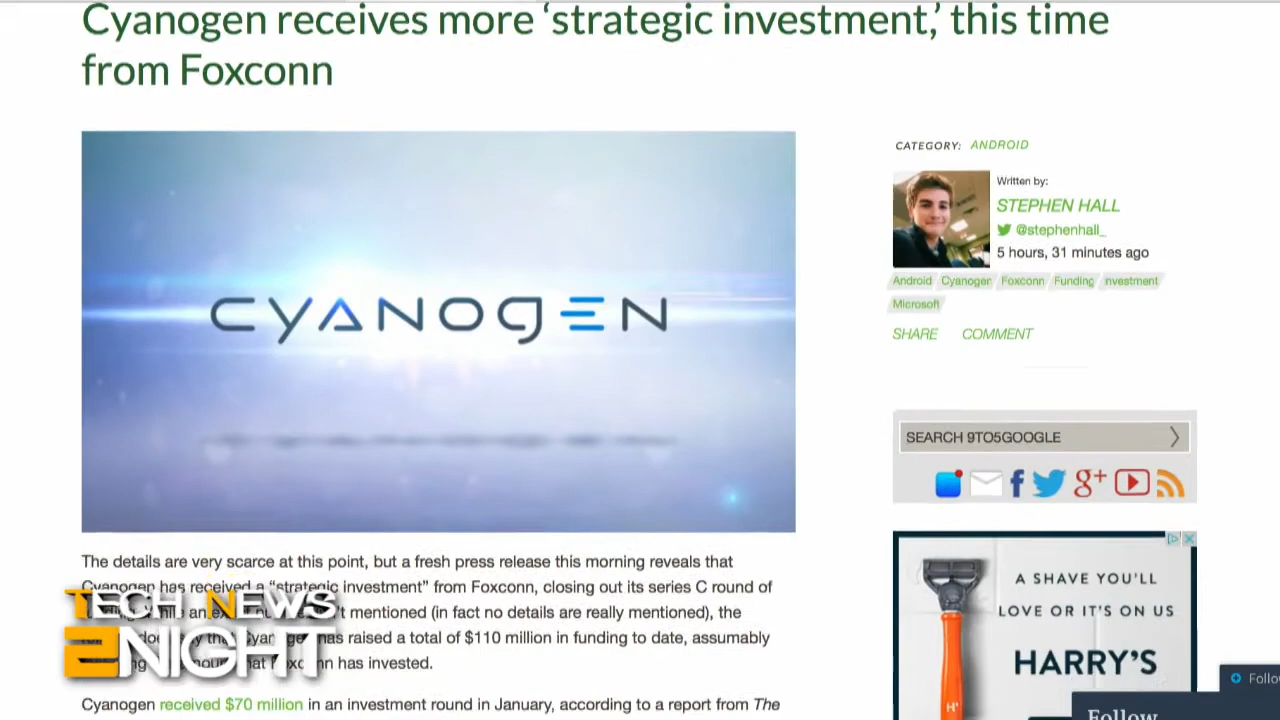 Cyanogen receives more ‘strategic investment,’ this time
from Foxconn
CYANOGEN
CATEGORY: ANDROID
Written by:
STEPHEN HALL
@stephenhall_
5 hours, 31 minutes ago
Android Cyanogen Foxconn Funding nvestment
Microsoft
SHARE COMMENT
SEARCH 9TO5GOOGLE
g+
A SHAVE YOU'LL
LOVE OR IT'S ON US
HARRY'S
H'
The details are very scarce at this point, but a fresh press release this morning reveals that
Cyanogen has received a “strategic investment” from Foxconn, closing out its series C round of
mentioned (in fact no details are really mentioned), the
has raised a total of $110 million in funding to date, assumably
has invested.
Cyanogen received $70 million in an investment round in January, according to a report from The
TECH NEWS
2NIGHT
Follo
Follow